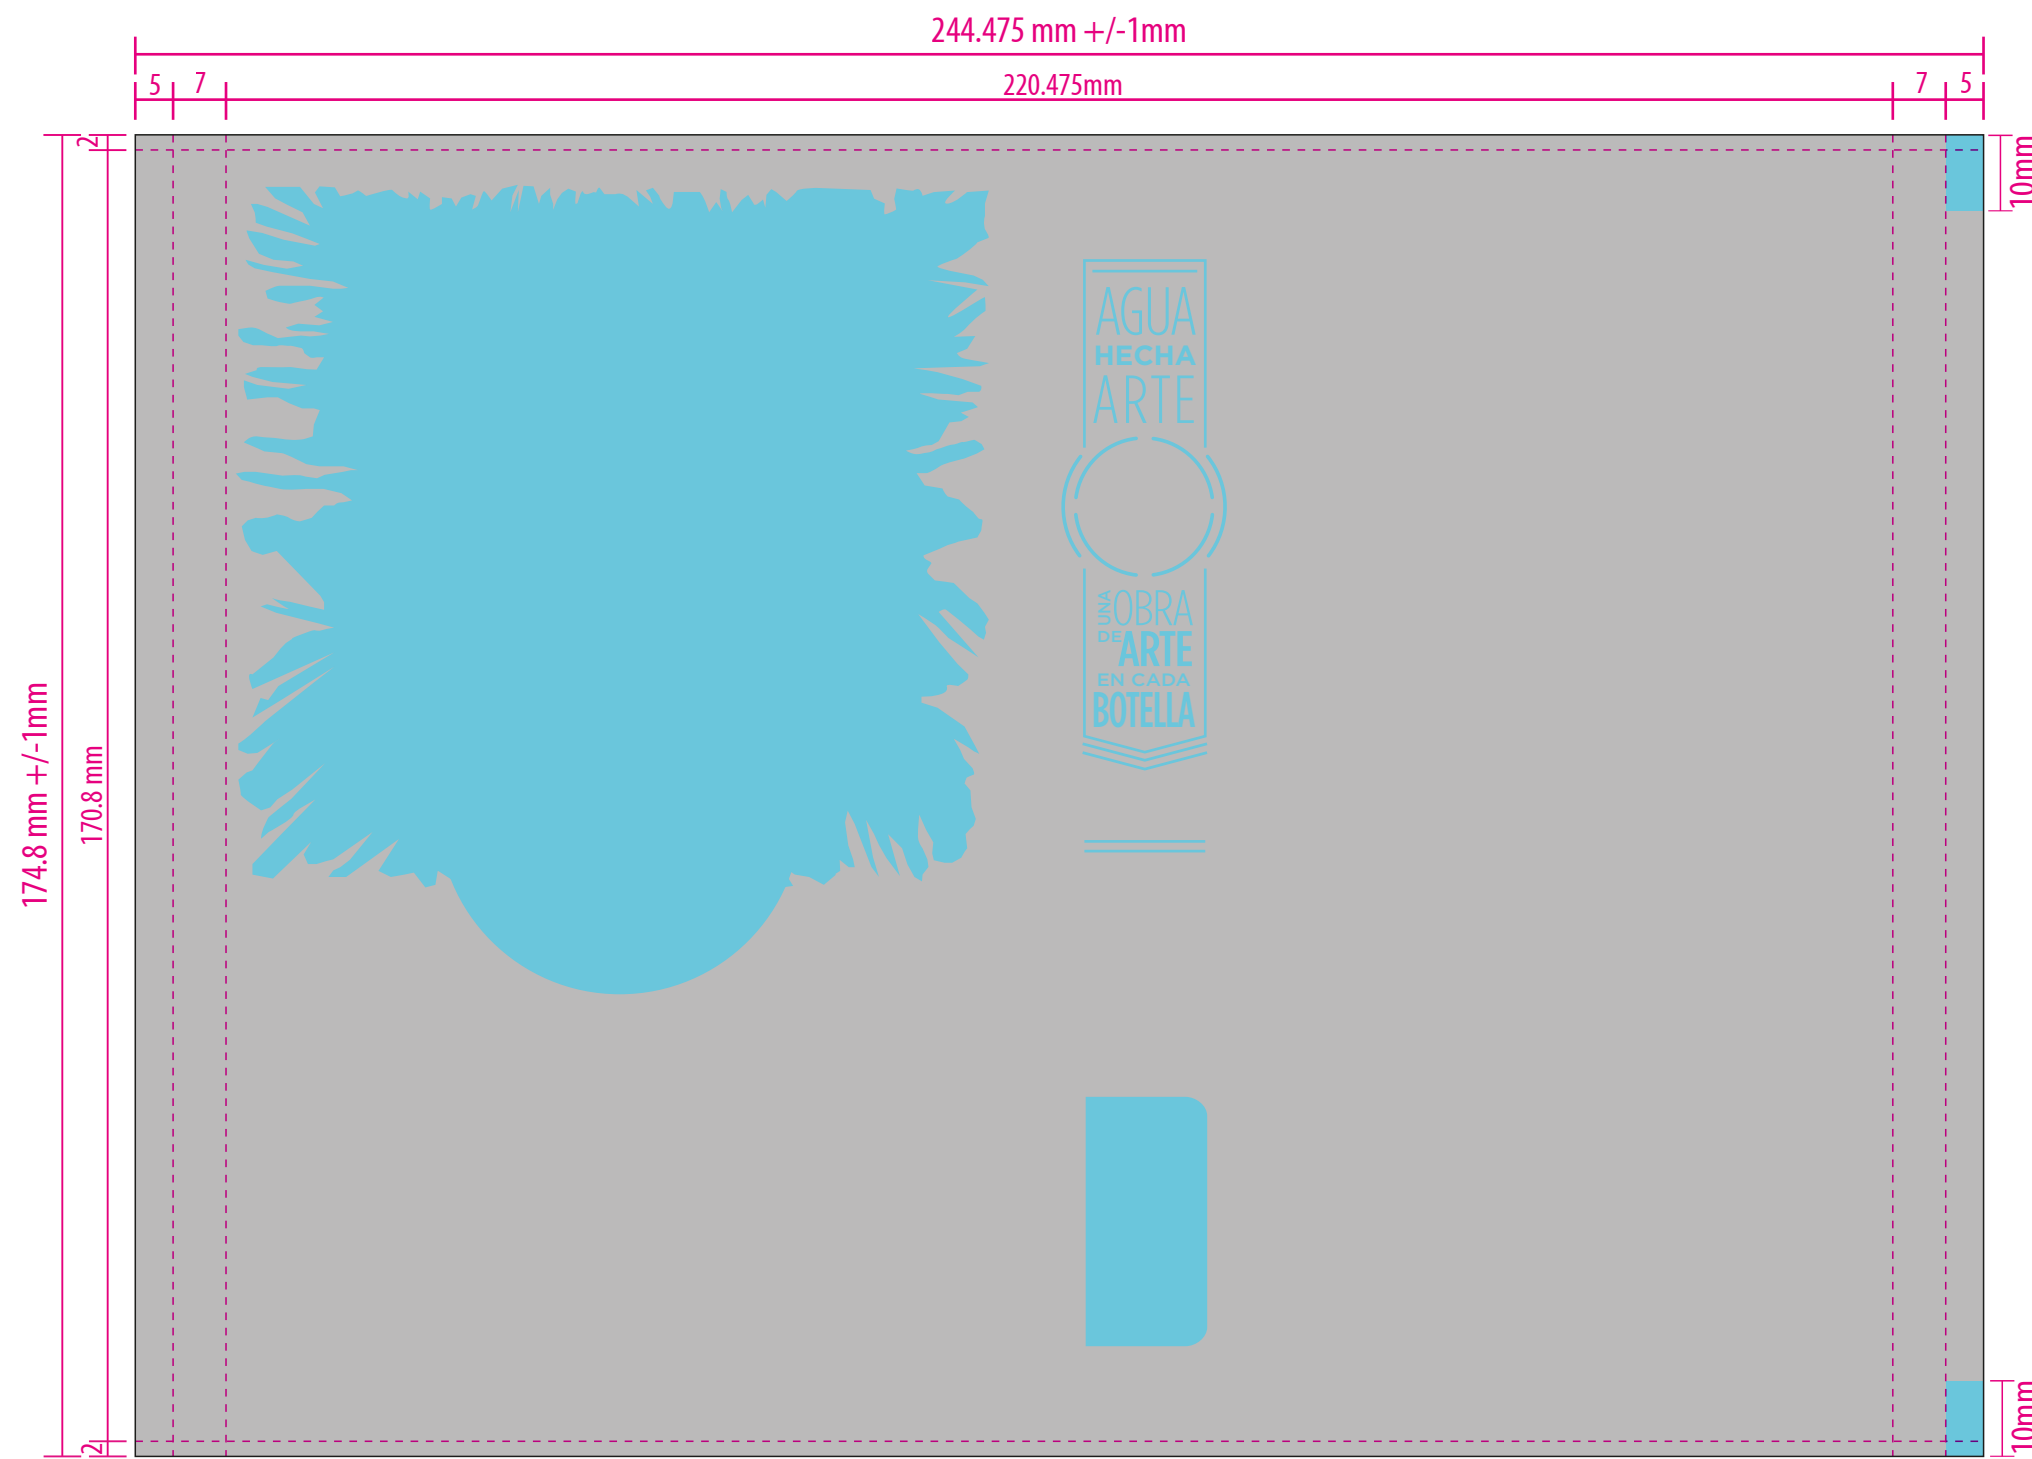 244.475 mm +/-1mm
5
7
220.475mm
7
5
2
10mm
AGUA
HECHA
ARTE
UNA OBRA
DE ARTE
EN CADA
BOTELLA
174.8 mm +/-1mm
170.8 mm
2
10mm